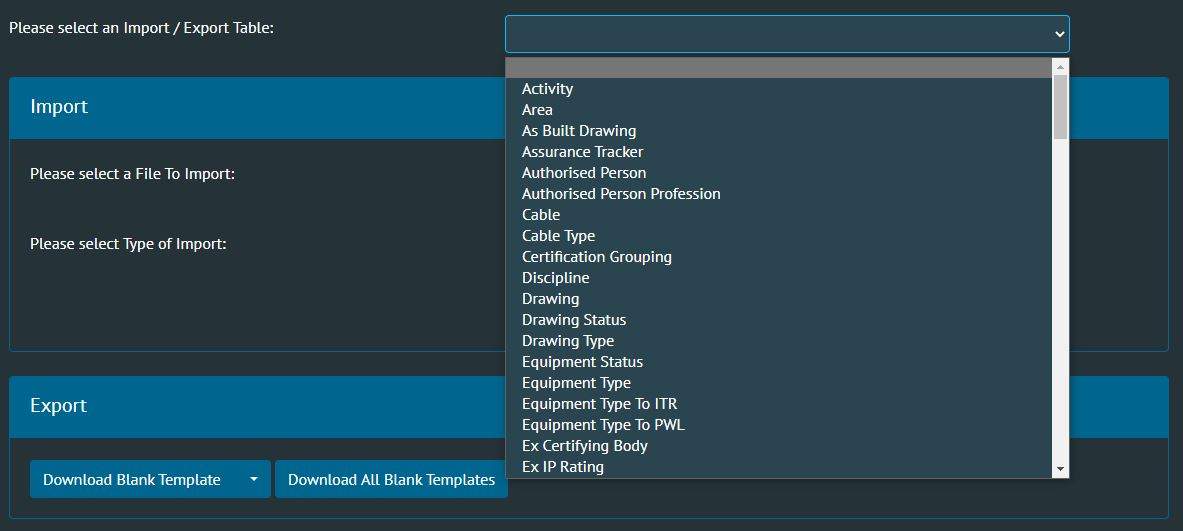 Please select an Import / Export Table:
Import
Please select a File To Import:
Please select Type of Import:
Activity
Area
As Built Drawing
Assurance Tracker
Authorised Person
Authorised Person Profession
Cable
Cable Type
Certification Grouping
Discipline
Drawing
Drawing Status
Drawing Type
Equipment Status
Equipment Type
Equipment Type To ITR
Equipment Type To PWL
Ex Certifying Body
Ex IP Rating
Export
Download Blank Template
Download All Blank Templates